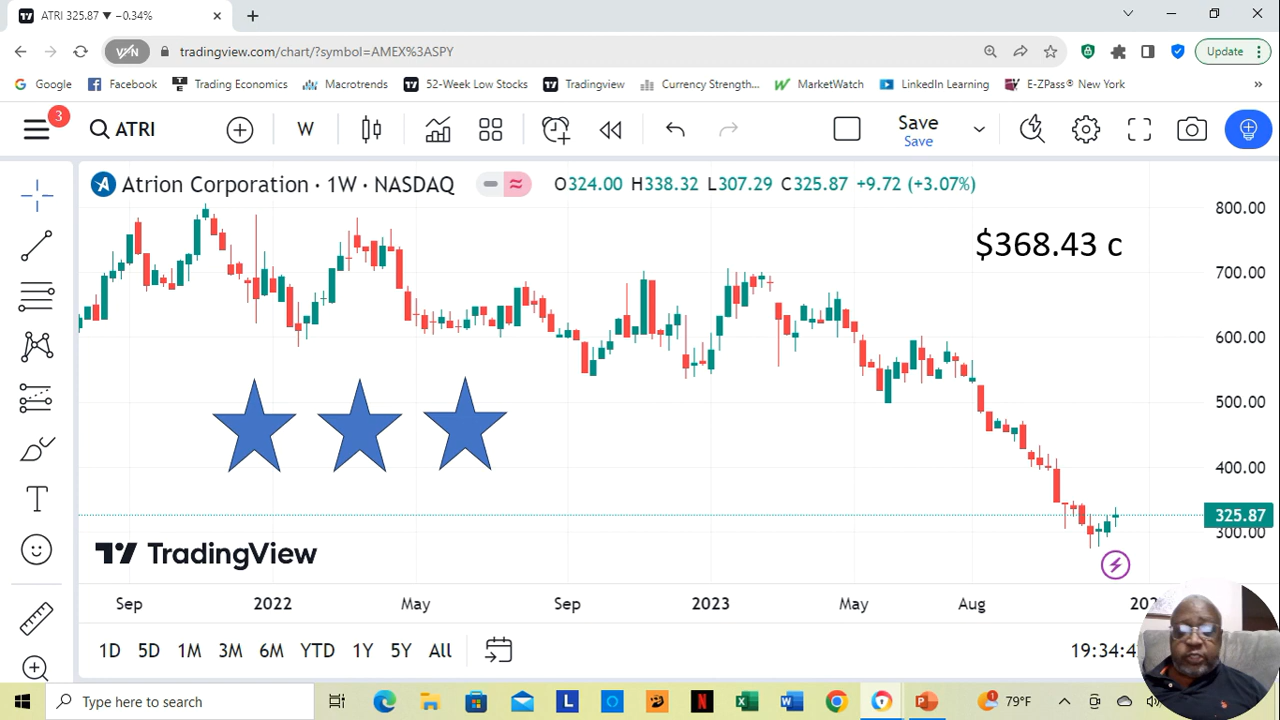 ATRI 325.87 ▼ −0.34%
tradingview.com/chart/?symbol=AMEX%3ASPY
Update
Google
Facebook
Trading Economics
Macrotrends
52-Week Low Stocks
Tradingview
Currency Strength...
MarketWatch
LinkedIn Learning
E-ZPass® New York
»
3
ATRI
W
Save
Save
Atrion Corporation · 1W · NASDAQ
O324.00 H338.32 L307.29 C325.87 +9.72 (+3.07%)
$368.43 c
800.00
700.00
600.00
500.00
400.00
325.87
300.00
TradingView
Sep 2022 May Sep 2023 May Aug
1D 5D 1M 3M 6M YTD 1Y 5Y All
Type here to search
79°F